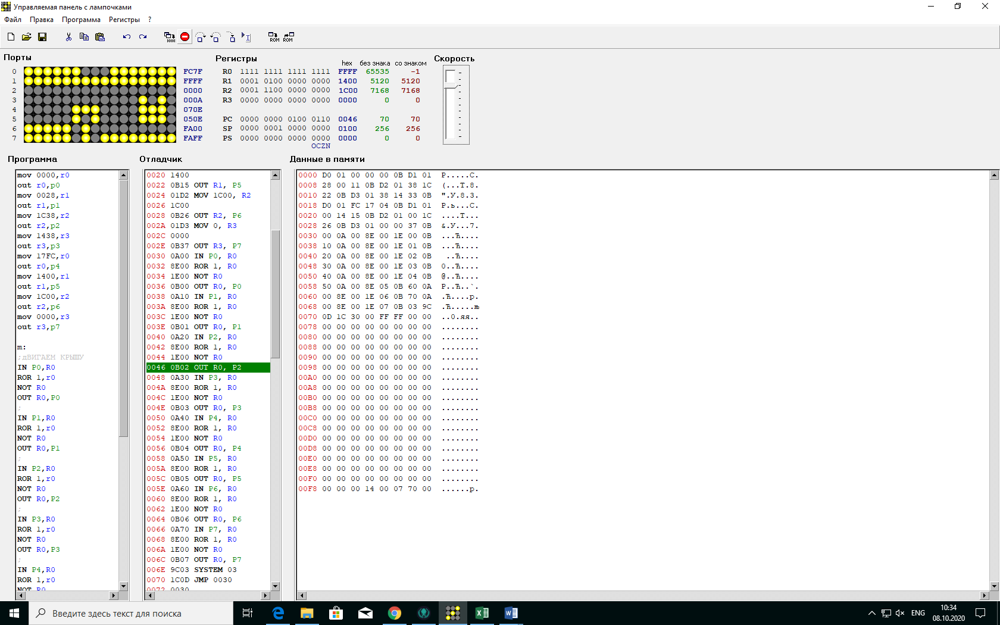 Управляемая панель с лампочками
Файл Правка Программа Регистры ?
Порты
0 FC7F
1 FFFF
2 0000
3 000A
4 070E
5 050E
6 FA00
7 FAFF
Регистры hex без знака со знаком
R0 1111 1111 1111 1111 FFFF 65535 -1
R1 0001 0100 0000 0000 1400 5120 5120
R2 0001 1100 0000 0000 1C00 7168 7168
R3 0000 0000 0000 0000 0000 0 0
PC 0000 0000 0100 0110 0046 70 70
SP 0000 0001 0000 0000 0100 256 256
PS 0000 0000 0000 0000 0000 0 0
OCZN
Скорость
Программа
mov 0000,r0
out r0,p0
mov 0028,r1
out r1,p1
mov 1C38,r2
out r2,p2
mov 1438,r3
out r3,p3
mov 17FC,r0
out r0,p4
mov 1400,r1
out r1,p5
mov 1C00,r2
out r2,p6
mov 0000,r3
out r3,p7
m:
;дВИГАЕМ КРЫШУ
IN P0,R0
ROR 1,r0
NOT R0
OUT R0,P0
;
IN P1,R0
ROR 1,r0
NOT R0
OUT R0,P1
;
IN P2,R0
ROR 1,r0
NOT R0
OUT R0,P2
;
IN P3,R0
ROR 1,r0
NOT R0
OUT R0,P3
;
IN P4,R0
ROR 1,r0
NOT R0
Отладчик
0020 1400
0022 0B15 OUT R1, P5
0024 01D2 MOV 1C00, R2
0026 1C00
0028 0B26 OUT R2, P6
002A 01D3 MOV 0, R3
002C 0000
002E 0B37 OUT R3, P7
0030 0A00 IN P0, R0
0032 8E00 ROR 1, R0
0034 1E00 NOT R0
0036 0B00 OUT R0, P0
0038 0A10 IN P1, R0
003A 8E00 ROR 1, R0
003C 1E00 NOT R0
003E 0B01 OUT R0, P1
0040 0A20 IN P2, R0
0042 8E00 ROR 1, R0
0044 1E00 NOT R0
0046 0B02 OUT R0, P2
0048 0A30 IN P3, R0
004A 8E00 ROR 1, R0
004C 1E00 NOT R0
004E 0B03 OUT R0, P3
0050 0A40 IN P4, R0
0052 8E00 ROR 1, R0
0054 1E00 NOT R0
0056 0B04 OUT R0, P4
0058 0A50 IN P5, R0
005A 8E00 ROR 1, R0
005C 0B05 OUT R0, P5
005E 0A60 IN P6, R0
0060 8E00 ROR 1, R0
0062 1E00 NOT R0
0064 0B06 OUT R0, P6
0066 0A70 IN P7, R0
0068 8E00 ROR 1, R0
006A 1E00 NOT R0
006C 0B07 OUT R0, P7
006E 9C03 SYSTEM 03
0070 1C0D JMP 0030
0072 0030
Данные в памяти
0000 D0 01 00 00 00 0B D1 01 Р.....С.
0008 28 00 11 0B D2 01 38 1C (...Т.8.
0010 22 0B D3 01 38 14 33 0B ".У.8.3.
0018 D0 01 FC 17 04 0B D1 01 Р.ь...С.
0020 00 14 15 0B D2 01 00 1C ....Т...
0028 26 0B D3 01 00 00 37 0B &.У...7.
0030 00 0A 00 8E 00 1E 00 0B ...Ћ....
0038 10 0A 00 8E 00 1E 01 0B ...Ћ....
0040 20 0A 00 8E 00 1E 02 0B  ..Ћ....
0048 30 0A 00 8E 00 1E 03 0B 0..Ћ....
0050 40 0A 00 8E 00 1E 04 0B @..Ћ....
0058 50 0A 00 8E 05 0B 60 0A P..Ћ..`.
0060 00 8E 00 1E 06 0B 70 0A .Ћ....p.
0068 00 8E 00 1E 07 0B 03 9C .Ћ.....њ
0070 0D 1C 30 00 FF FF 00 00 ..0.яя..
0078 00 00 00 00 00 00 00 00 ........
0080 00 00 00 00 00 00 00 00 ........
0088 00 00 00 00 00 00 00 00 ........
0090 00 00 00 00 00 00 00 00 ........
0098 00 00 00 00 00 00 00 00 ........
00A0 00 00 00 00 00 00 00 00 ........
00A8 00 00 00 00 00 00 00 00 ........
00B0 00 00 00 00 00 00 00 00 ........
00B8 00 00 00 00 00 00 00 00 ........
00C0 00 00 00 00 00 00 00 00 ........
00C8 00 00 00 00 00 00 00 00 ........
00D0 00 00 00 00 00 00 00 00 ........
00D8 00 00 00 00 00 00 00 00 ........
00E0 00 00 00 00 00 00 00 00 ........
00E8 00 00 00 00 00 00 00 00 ........
00F0 00 00 00 00 00 00 00 00 ........
00F8 00 00 00 14 00 07 70 00 ......p.
Введите здесь текст для поиска
ENG
10:34
08.10.2020